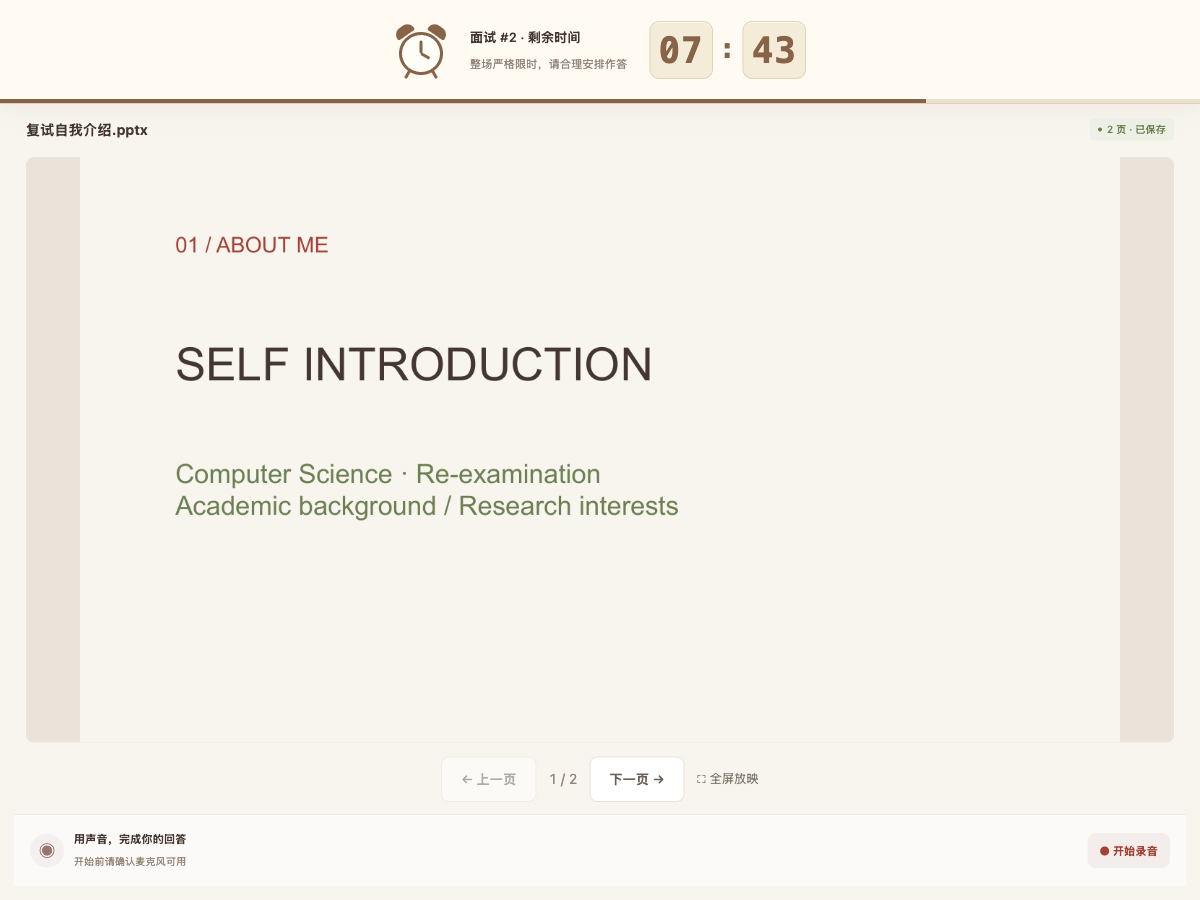 面试 #2 · 剩余时间
整场严格限时，请合理安排作答
07 : 43
复试自我介绍.pptx
• 2 页 · 已保存
01 / ABOUT ME
SELF INTRODUCTION
Computer Science · Re-examination
Academic background / Research interests
← 上一页
1 / 2
下一页 →
全屏放映
用声音，完成你的回答
开始前请确认麦克风可用
开始录音